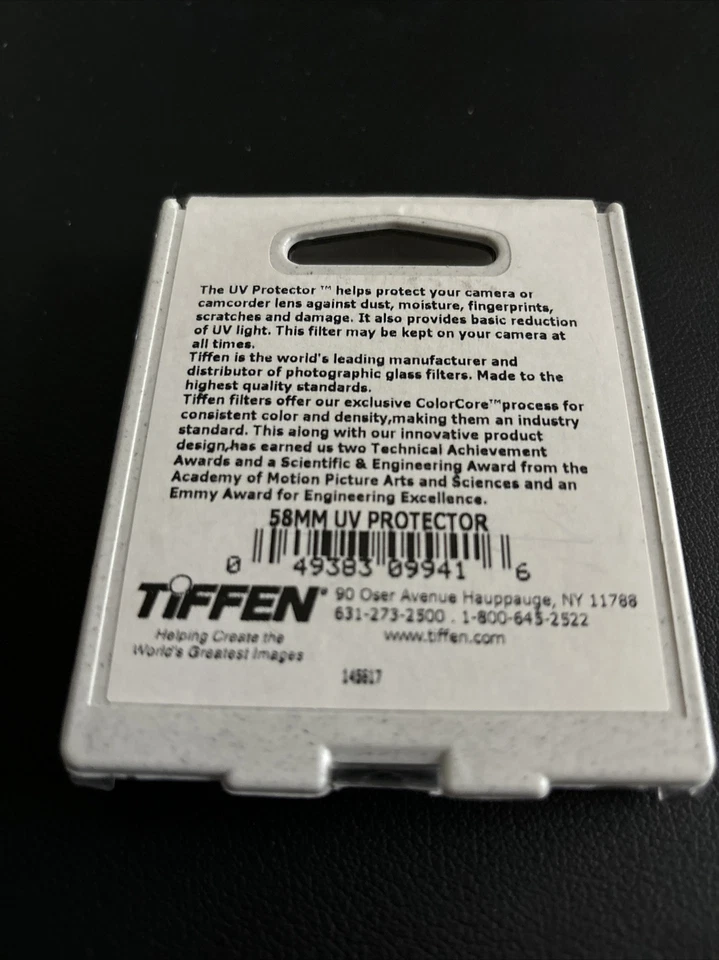 The UV Protector ™ helps protect your camera or
camcorder lens against dust, moisture, fingerprints,
scratches and damage. It also provides basic reduction
of UV light. This filter may be kept on your camera at
all times.
Tiffen is the world's leading manufacturer and
distributor of photographic glass filters. Made to the
highest quality standards.
Tiffen filters offer our exclusive ColorCore™process for
consistent color and density,making them an industry
standard. This along with our innovative product
design,has earned us two Technical Achievement
Awards and a Scientific & Engineering Award from the
Academy of Motion Picture Arts and Sciences and an
Emmy Award for Engineering Excellence.
58MM UV PROTECTOR
0 49383 09941 6
TiFFEN® 90 Oser Avenue Hauppauge, NY 11788
631-273-2500 . 1-800-645-2522
Helping Create the www.tiffen.com
World's Greatest Images